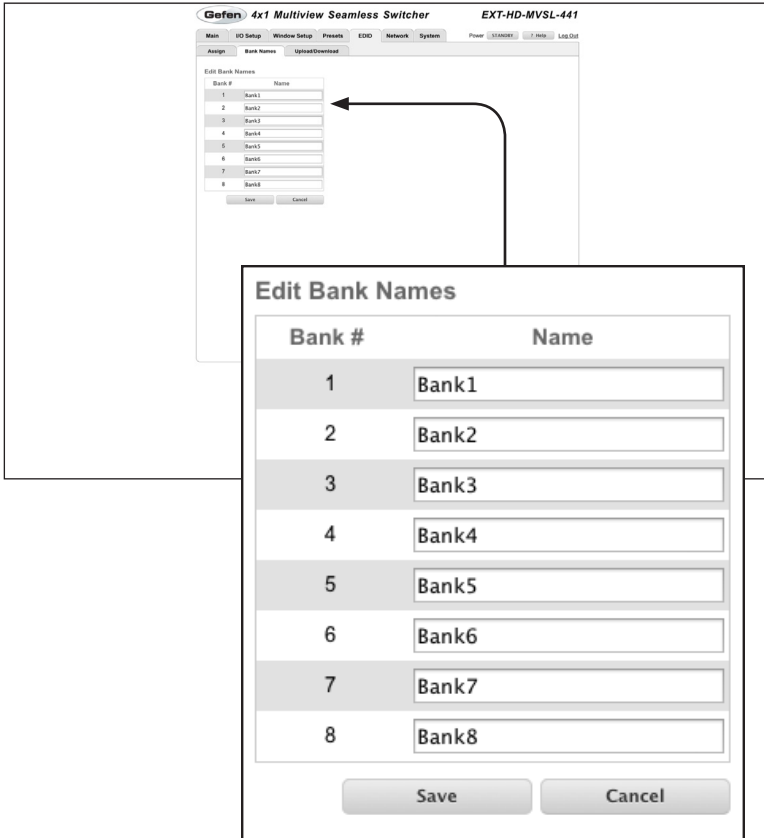 Gefen 4x1 Multiview Seamless Switcher EXT-HD-MVSL-441
Main I/O Setup Window Setup Presets EDID Network System Power STANDBY ? Help Log Out
Assign Bank Names Upload/Download
Edit Bank Names
Bank # Name
1 Bank1
2 Bank2
3 Bank3
4 Bank4
5 Bank5
6 Bank6
7 Bank7
8 Bank8
Save Cancel
Edit Bank Names
Bank # Name
1 Bank1
2 Bank2
3 Bank3
4 Bank4
5 Bank5
6 Bank6
7 Bank7
8 Bank8
Save Cancel